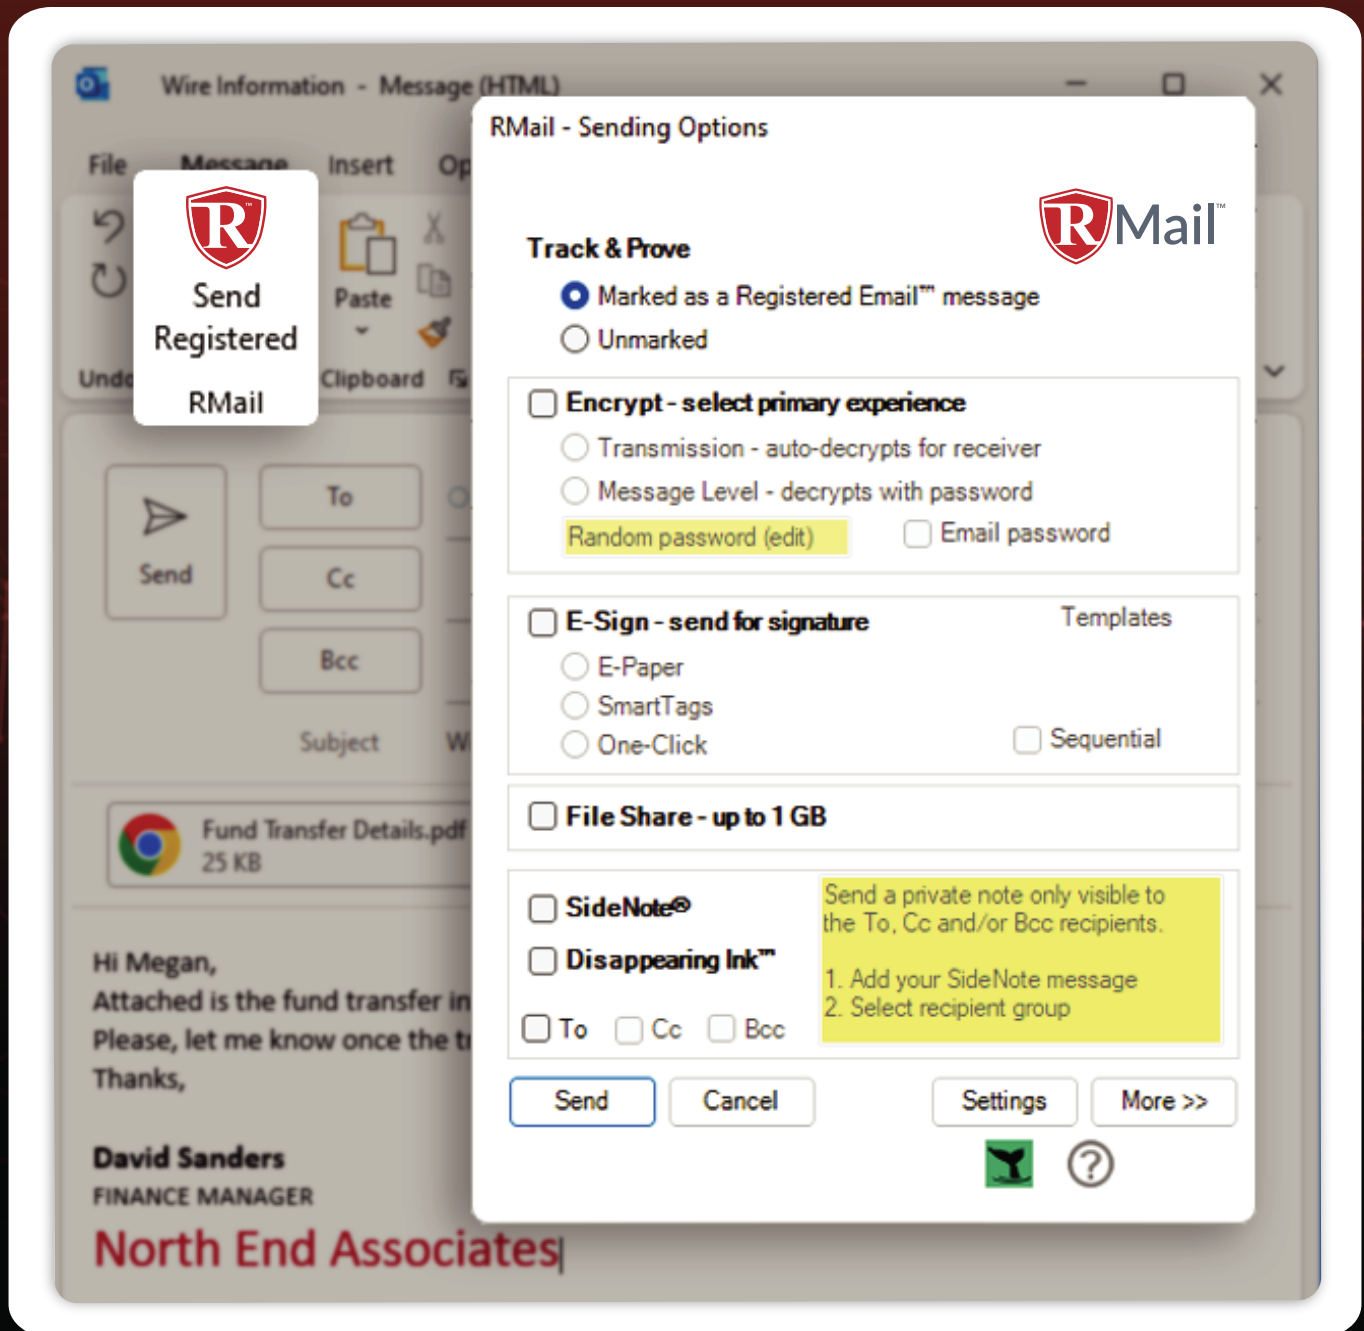 Wire Information - Message (HTML)
RMail - Sending Options
File Message Insert Op
R™
Send
Registered
RMail
Paste
Undo
Clipboard
RMail™
Track & Prove
Marked as a Registered Email™ message
Unmarked
Encrypt - select primary experience
Transmission - auto-decrypts for receiver
Message Level - decrypts with password
Random password (edit) Email password
E-Sign - send for signature Templates
E-Paper
SmartTags
One-Click Sequential
File Share - up to 1 GB
SideNote®
Disappearing Ink™
To Cc Bcc
Send a private note only visible to
the To, Cc and/or Bcc recipients.
1. Add your SideNote message
2. Select recipient group
Send Cancel Settings More >>
?
Send
To
Cc
Bcc
Subject
Fund Transfer Details.pdf
25 KB
Hi Megan,
Attached is the fund transfer
Please, let me know once the
Thanks,
David Sanders
FINANCE MANAGER
North End Associates